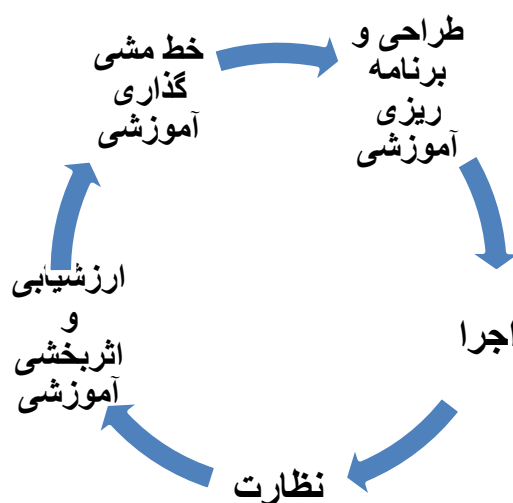 خط مشی
گذاری
آموزشی
طراحی و
برنامه
ریزی
آموزشی
اجرا
نظارت
ارزشیابی
و
اثربخشی
آموزشی